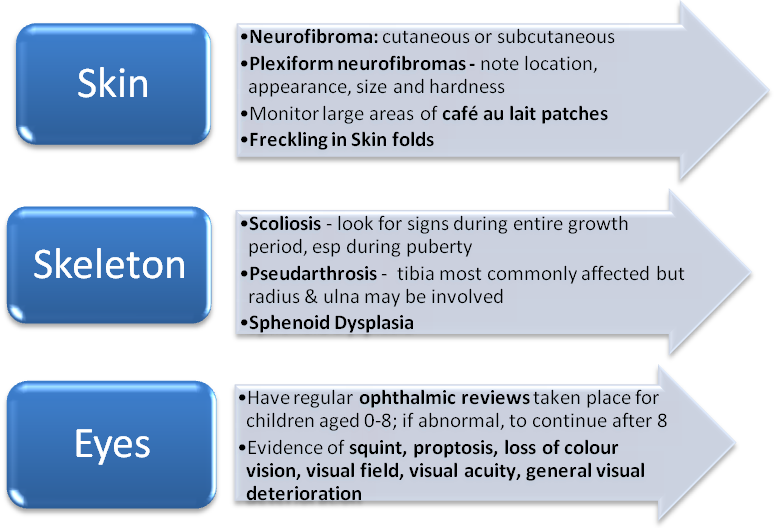 Skin
•Neurofibroma: cutaneous or subcutaneous
•Plexiform neurofibromas - note location,
appearance, size and hardness
•Monitor large areas of café au lait patches
•Freckling in Skin folds
Skeleton
•Scoliosis - look for signs during entire growth
period, esp during puberty
•Pseudarthrosis - tibia most commonly affected but
radius & ulna may be involved
•Sphenoid Dysplasia
Eyes
•Have regular ophthalmic reviews taken place for
children aged 0-8; if abnormal, to continue after 8
•Evidence of squint, proptosis, loss of colour
vision, visual field, visual acuity, general visual
deterioration